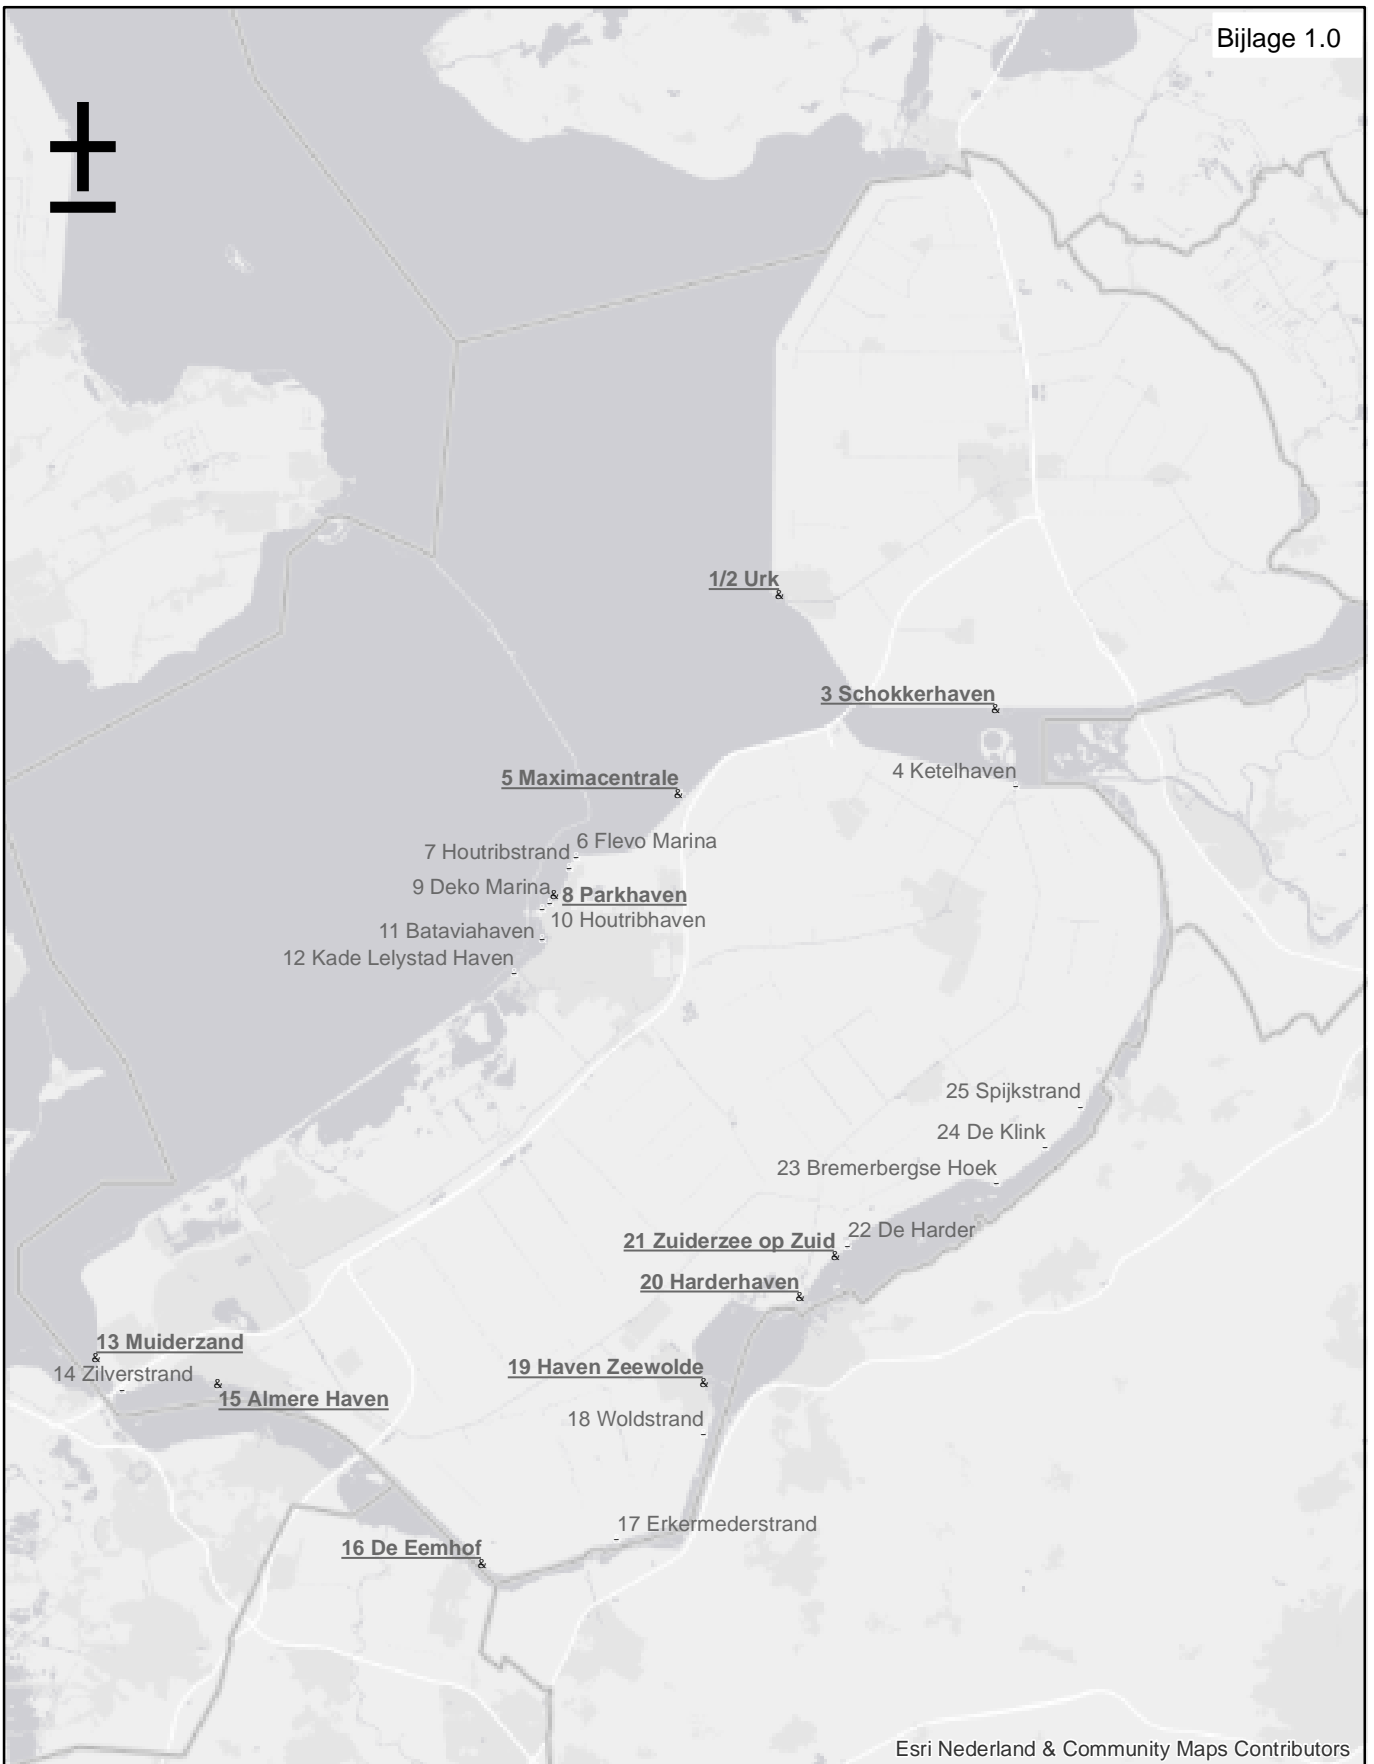 Bijlage 1.0
±
1/2 Urk
&
3 Schokkerhaven
&
4 Ketelhaven
5 Maximacentrale
&
6 Flevo Marina
7 Houtribstrand
9 Deko Marina
&
8 Parkhaven
10 Houtribhaven
11 Bataviahaven
12 Kade Lelystad Haven
25 Spijkstrand
24 De Klink
23 Bremerbergse Hoek
22 De Harder
21 Zuiderzee op Zuid
&
20 Harderhaven
&
13 Muiderzand
&
14 Zilverstrand
&
15 Almere Haven
19 Haven Zeewolde
&
18 Woldstrand
17 Erkermederstrand
16 De Eemhof
&
Esri Nederland & Community Maps Contributors